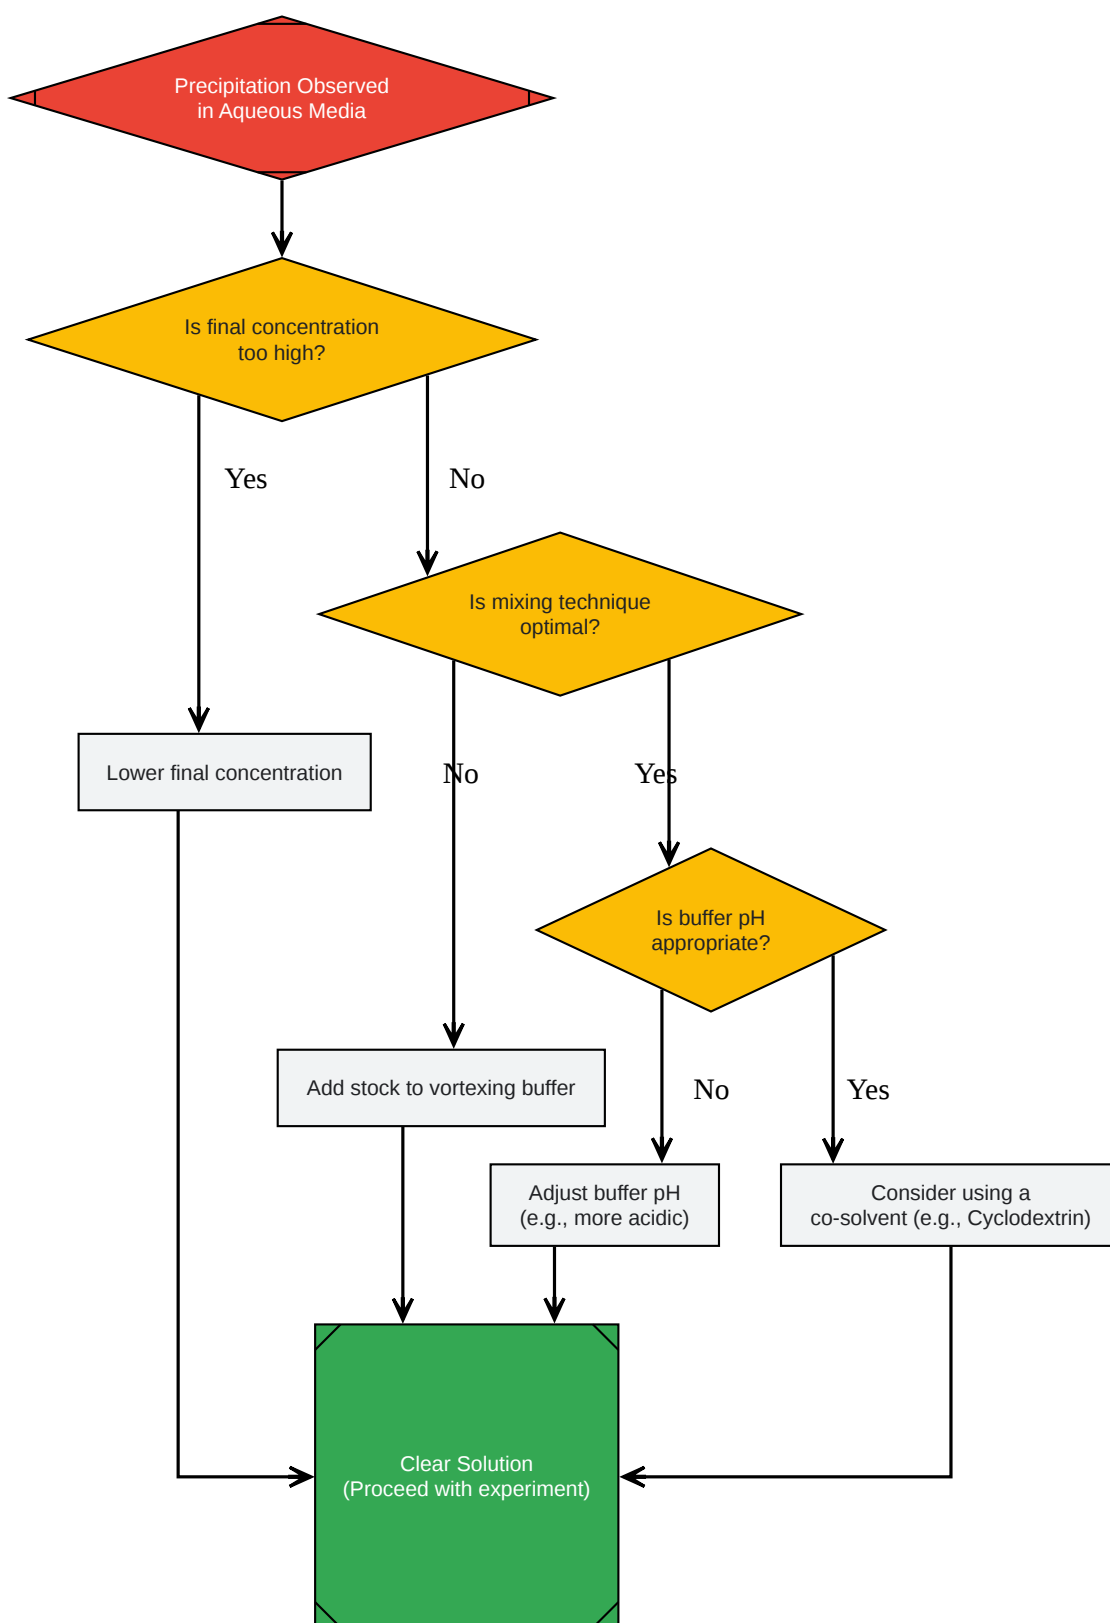 Precipitation Observed
in Aqueous Media
Is final concentration
too high?
Yes
No
Is mixing technique
optimal?
Lower final concentration
No
Yes
Is buffer pH
appropriate?
Add stock to vortexing buffer
No
Yes
Adjust buffer pH
(e.g., more acidic)
Consider using a
co-solvent (e.g., Cyclodextrin)
Clear Solution
(Proceed with experiment)